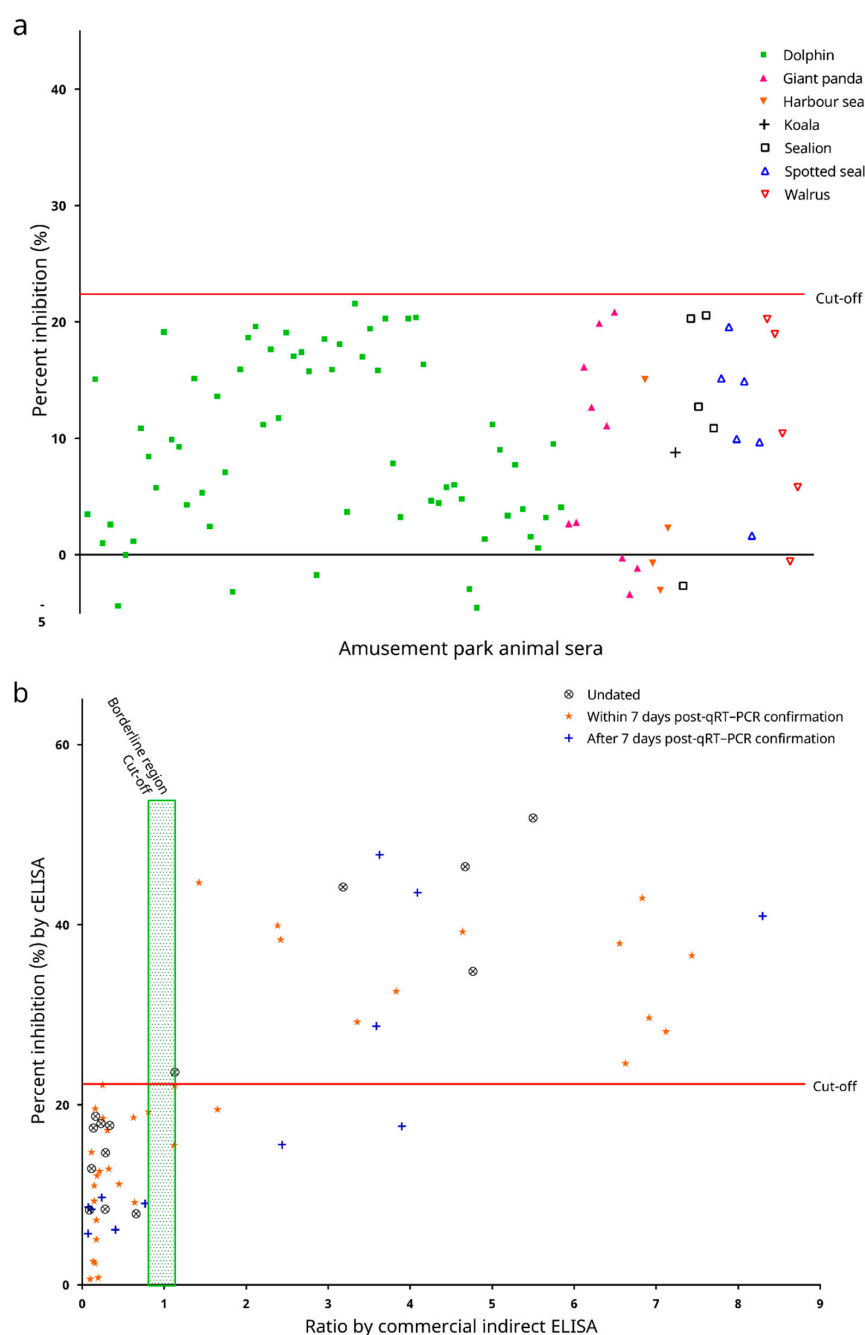 a
Dolphin
Giant panda
Harbour sea
Koala
Sealion
Spotted seal
Walrus
40
30
20
10
0
-
5
Percent inhibition (%)
Cut-off
Amusement park animal sera
b
Borderline region
Cut-off
Undated
Within 7 days post-qRT–PCR confirmation
After 7 days post-qRT–PCR confirmation
60
40
20
0
Percent inhibition (%) by cELISA
Cut-off
0 1 2 3 4 5 6 7 8 9
Ratio by commercial indirect ELISA